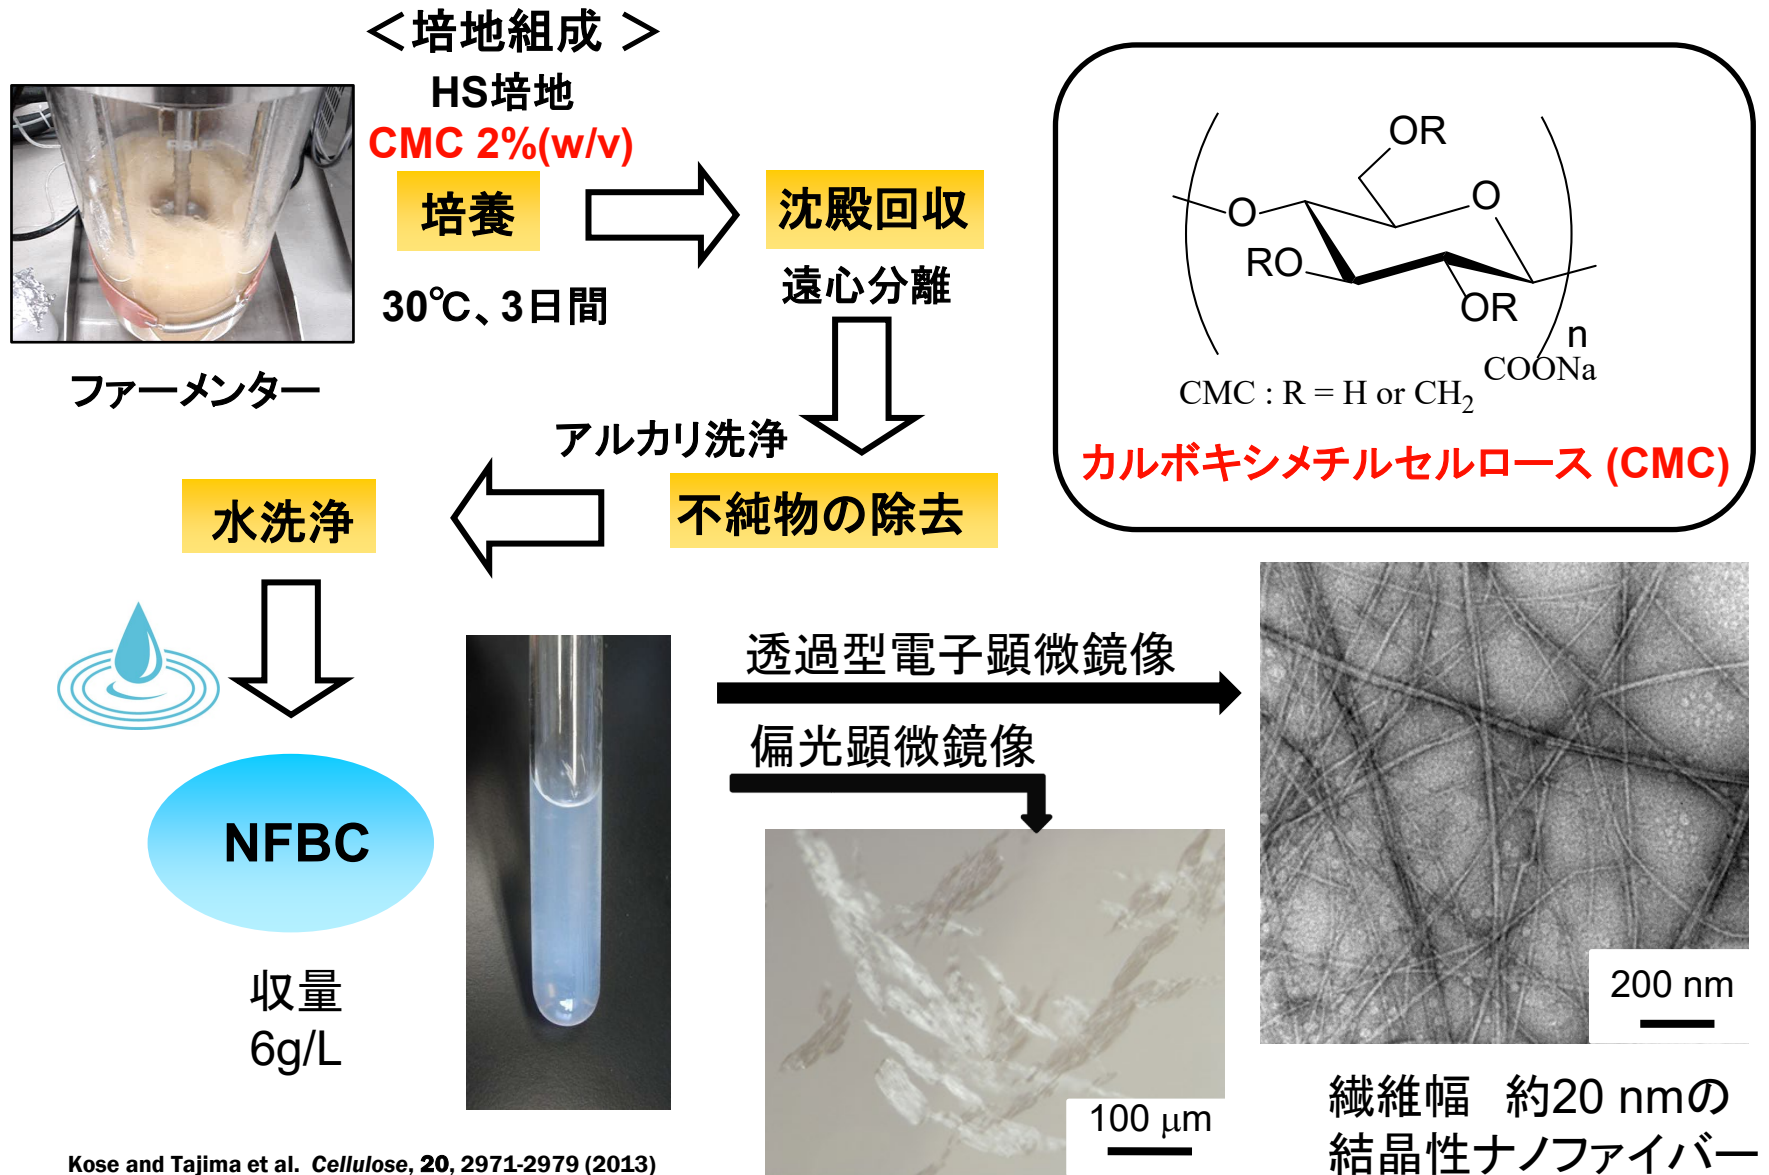 ＜培地組成 ＞
HS培地
CMC 2%(w/v)
培養
30℃、3日間
ファーメンター
沈殿回収
遠心分離
アルカリ洗浄
不純物の除去
水洗浄
NFBC
収量
6g/L
OR
O
O
RO
OR
n
COONa
CMC : R = H or CH2
カルボキシメチルセルロース (CMC)
透過型電子顕微鏡像
偏光顕微鏡像
200 nm
100 μm
繊維幅　約20 nmの
結晶性ナノファイバー
Kose and Tajima et al. Cellulose, 20, 2971-2979 (2013)